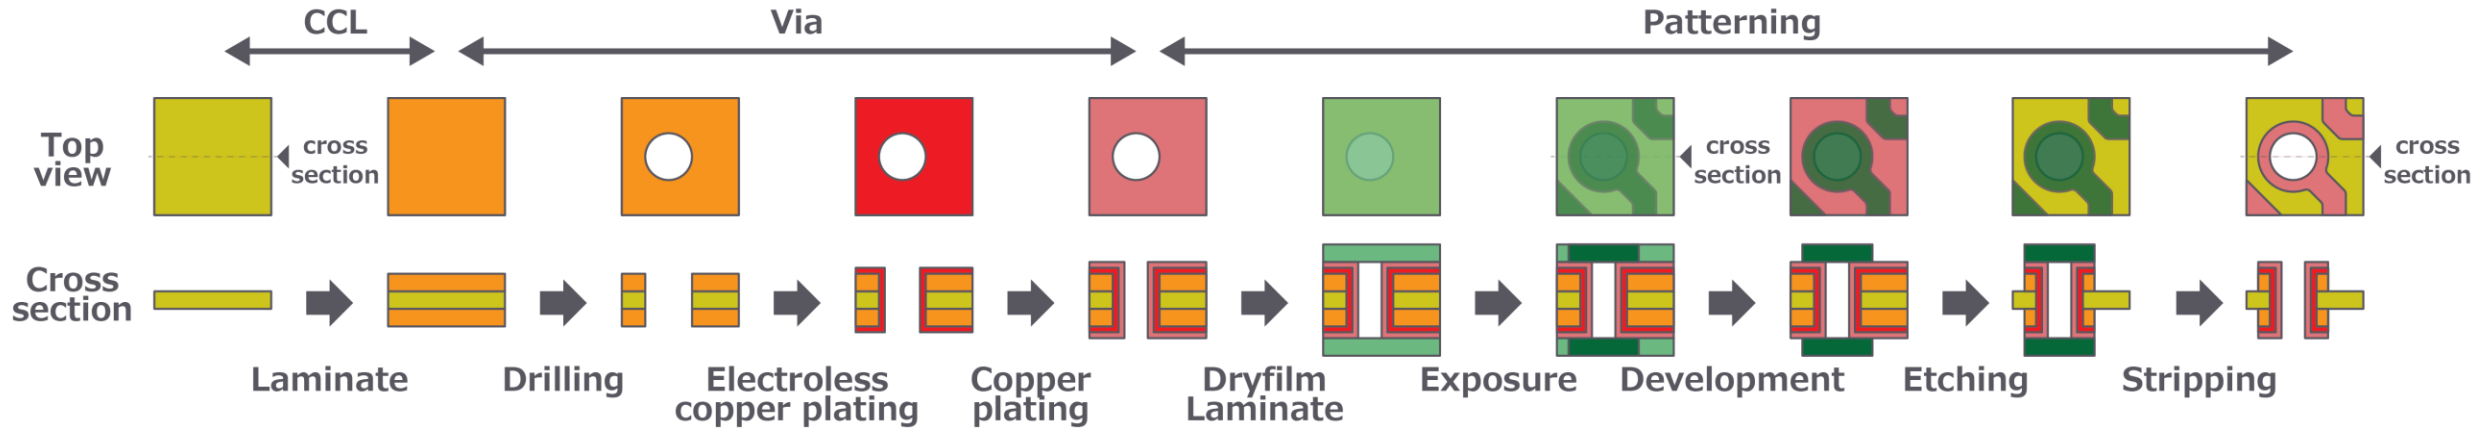 CCL
Via
Patterning
Top
view
cross
section
cross
section
cross
section
Cross
section
Laminate
Drilling
Electroless
copper plating
Copper
plating
Dryfilm
Laminate
Exposure
Development
Etching
Stripping